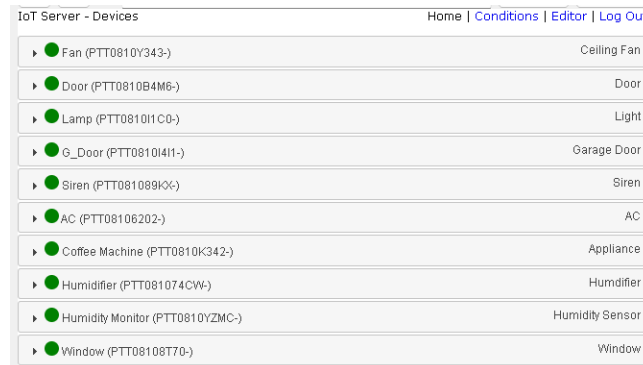 IoT Server - Devices Home | Conditions | Editor | Log Ou
Fan (PTT0810Y343-) Ceiling Fan
Door (PTT0810B4M6-) Door
Lamp (PTT0810I1C0-) Light
G_Door (PTT0810I4I1-) Garage Door
Siren (PTT081089KX-) Siren
AC (PTT08106202-) AC
Coffee Machine (PTT0810K342-) Appliance
Humidifier (PTT081074CW-) Humdifier
Humidity Monitor (PTT0810YZMC-) Humidity Sensor
Window (PTT08108T70-) Window